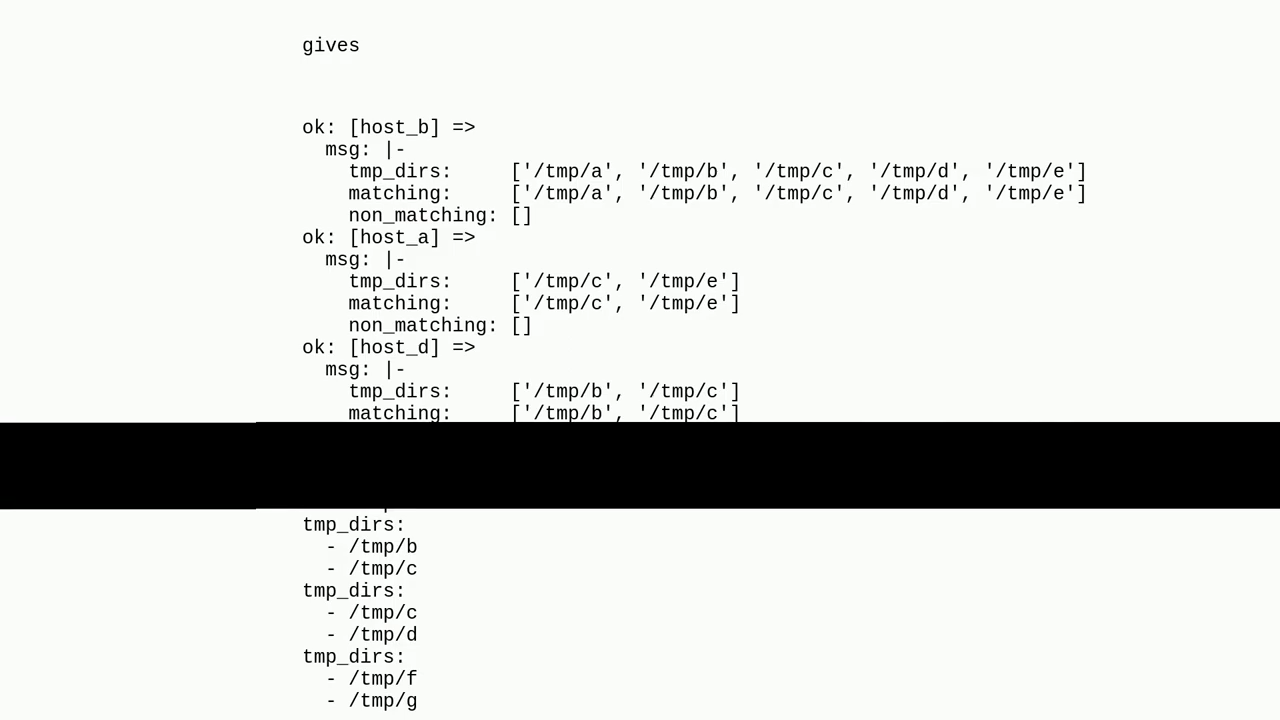 gives
ok: [host_b] =>
  msg: |-
    tmp_dirs:     ['/tmp/a', '/tmp/b', '/tmp/c', '/tmp/d', '/tmp/e']
    matching:     ['/tmp/a', '/tmp/b', '/tmp/c', '/tmp/d', '/tmp/e']
    non_matching: []
ok: [host_a] =>
  msg: |-
    tmp_dirs:     ['/tmp/c', '/tmp/e']
    matching:     ['/tmp/c', '/tmp/e']
    non_matching: []
ok: [host_d] =>
  msg: |-
    tmp_dirs:     ['/tmp/b', '/tmp/c']
    matching:     ['/tmp/b', '/tmp/c']
tmp_dirs:
  - /tmp/b
  - /tmp/c
tmp_dirs:
  - /tmp/c
  - /tmp/d
tmp_dirs:
  - /tmp/f
  - /tmp/g